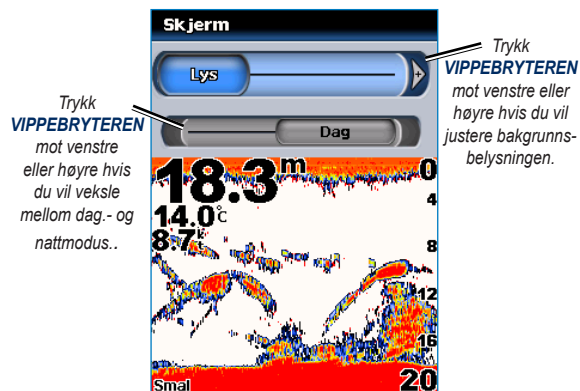 Skjerm
Lys
+
Trykk
VIPPEBRYTEREN
mot venstre eller
høyre hvis du vil
justere bakgrunns-
belysningen.
Trykk
VIPPEBRYTEREN
mot venstre
eller høyre hvis
du vil veksle
mellom dag.- og
nattmodus..
Dag
18.3m
14.0°c
8.7k
0
4
8
12
16
20
Smal